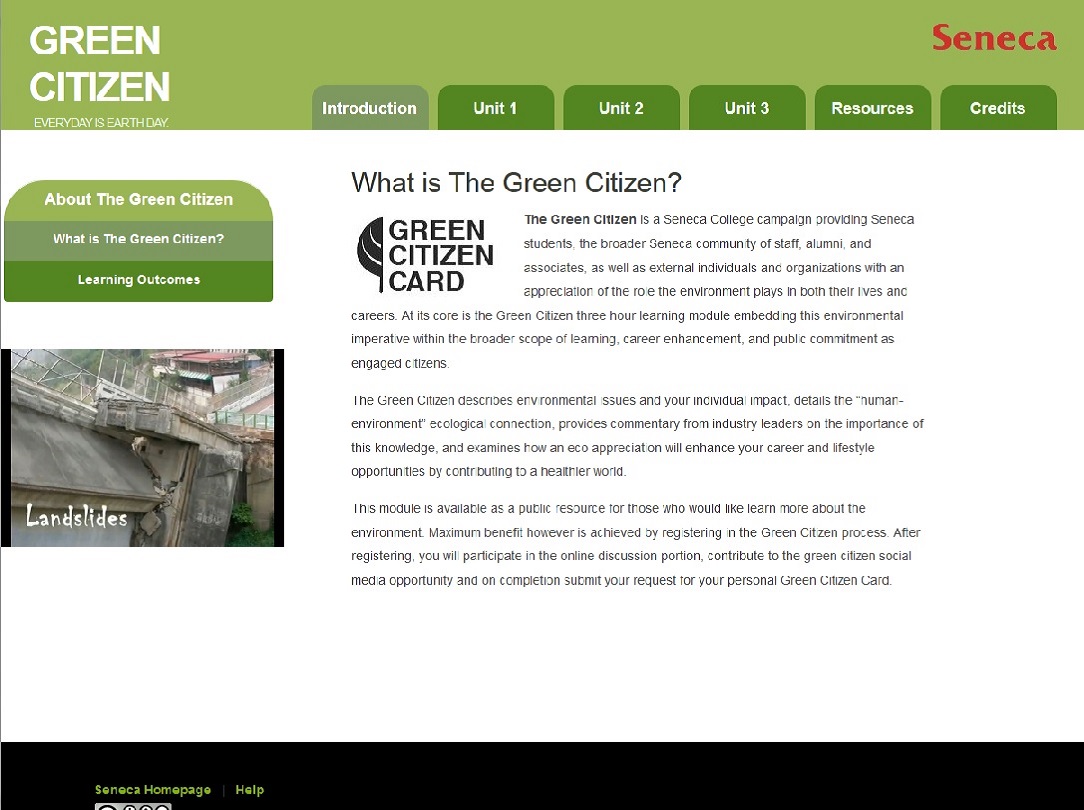 GREEN
CITIZEN
EVERYDAY IS EARTH DAY.
Seneca
Introduction
Unit 1
Unit 2
Unit 3
Resources
Credits
About The Green Citizen
What is The Green Citizen?
Learning Outcomes
Landslides
What is The Green Citizen?
GREEN
CITIZEN
CARD
The Green Citizen is a Seneca College campaign providing Seneca
students, the broader Seneca community of staff, alumni, and
associates, as well as external individuals and organizations with an
appreciation of the role the environment plays in both their lives and
careers. At its core is the Green Citizen three hour learning module embedding this environmental
imperative within the broader scope of learning, career enhancement, and public commitment as
engaged citizens.
The Green Citizen describes environmental issues and your individual impact, details the “human-
environment” ecological connection, provides commentary from industry leaders on the importance of
this knowledge, and examines how an eco appreciation will enhance your career and lifestyle
opportunities by contributing to a healthier world.
This module is available as a public resource for those who would like learn more about the
environment. Maximum benefit however is achieved by registering in the Green Citizen process. After
registering, you will participate in the online discussion portion, contribute to the green citizen social
media opportunity and on completion submit your request for your personal Green Citizen Card.
Seneca Homepage | Help